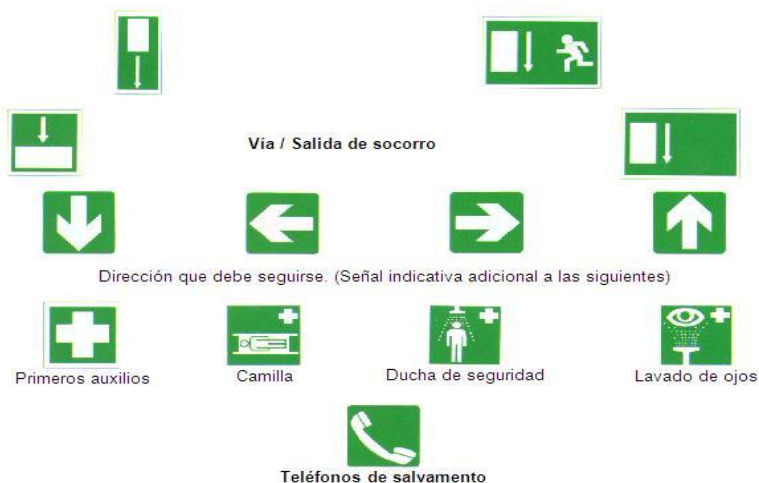 Vía / Salida de socorro
Dirección que debe seguirse. (Señal indicativa adicional a las siguientes)
Primeros auxilios
Camilla
Ducha de seguridad
Lavado de ojos
Teléfonos de salvamento